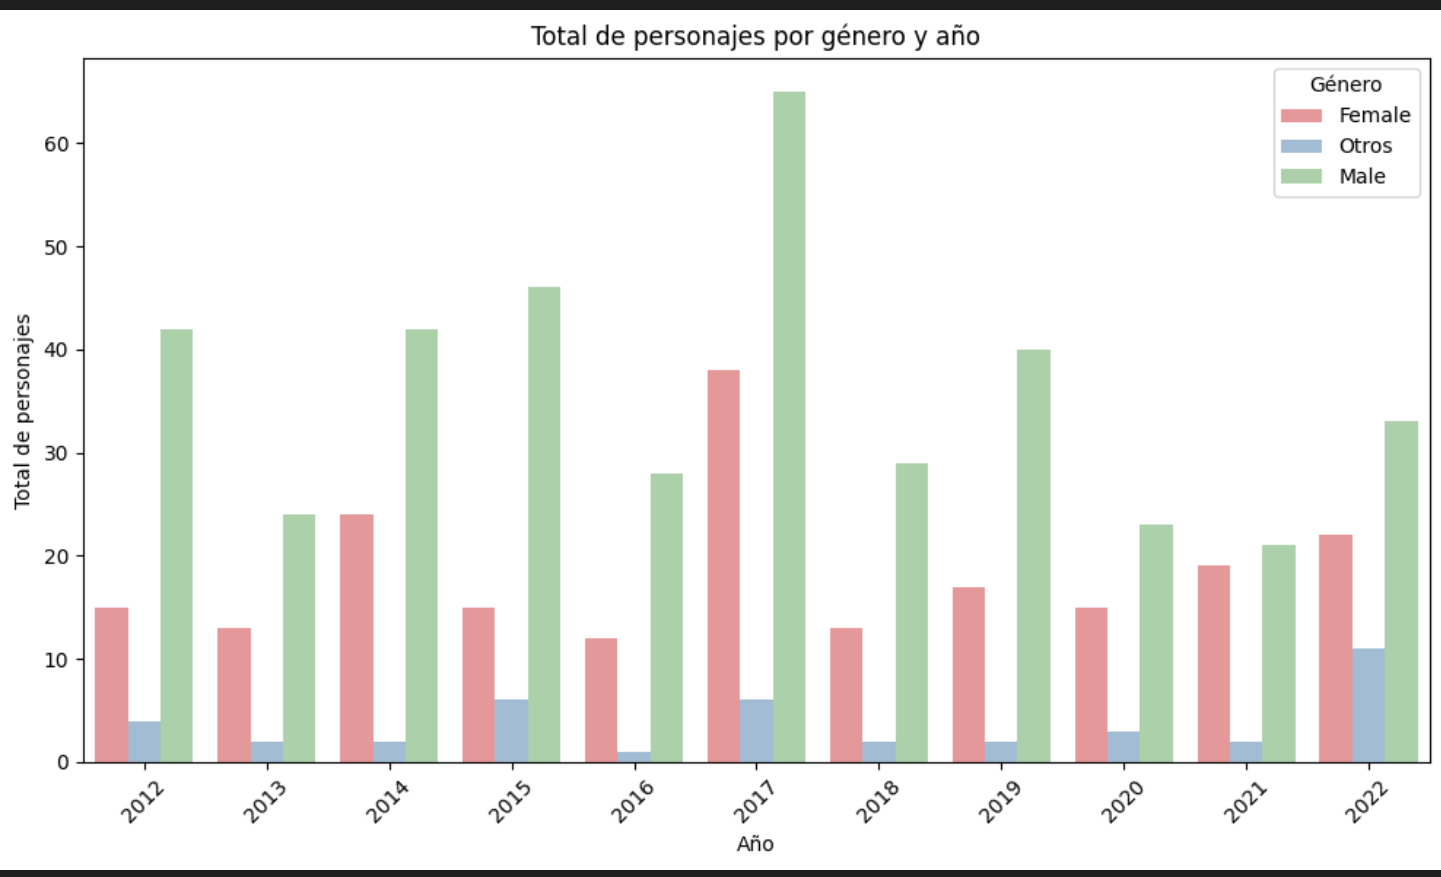 Total de personajes por género y año
Género
Female
Otros
Male
Total de personajes
60
50
40
30
20
10
0
2012
2013
2014
2015
2016
2017
2018
2019
2020
2021
2022
Año